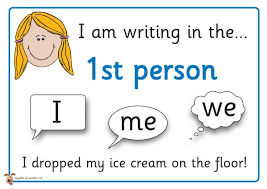 I am writing in the...
1st person
I
me
we
I dropped my ice cream on the floor!